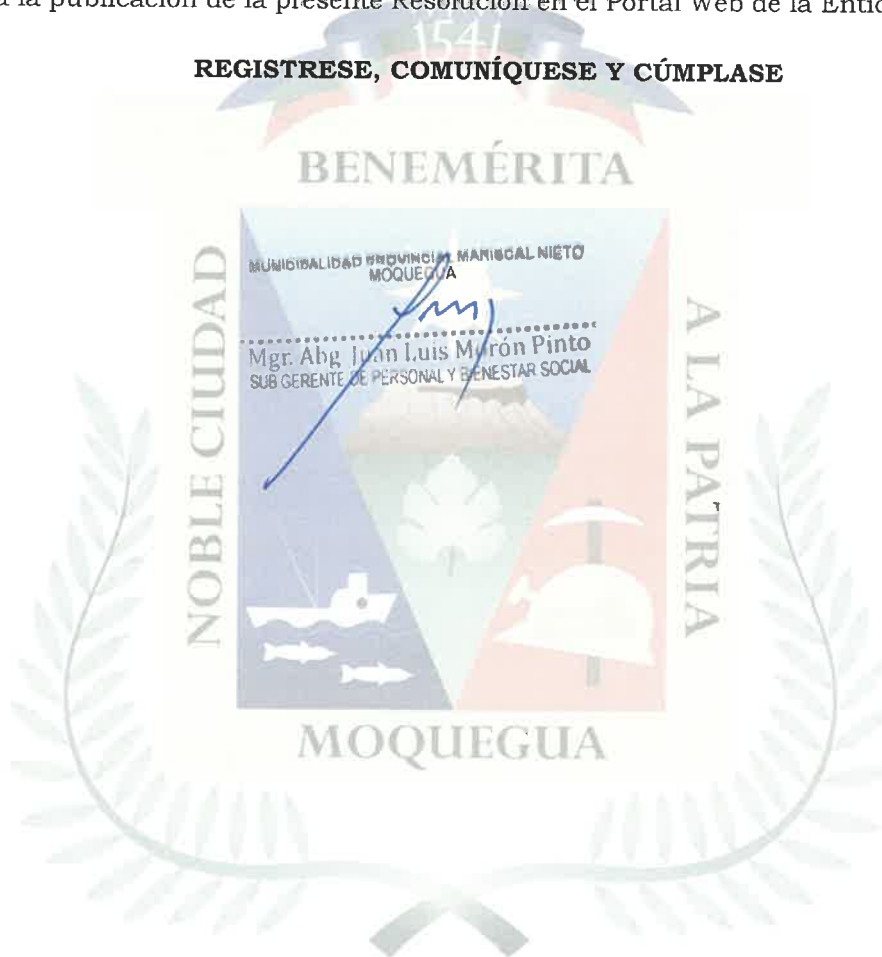 la publicación de la presente Resolución en el Portal Web de la
1541
REGISTRESE, COMUNÍQUESE Y CÚMPLASE
BENEMÉRITA
NOBLE CIUDAD
A LA PATRIA
MUNICIPALIDAD PROVINCIAL MARISCAL NIETO
MOQUEGUA
Mgr. Abg Juan Luis Morón Pinto
SUB GERENTE DE PERSONAL Y BIENESTAR SOCIAL
MOQUEGUA